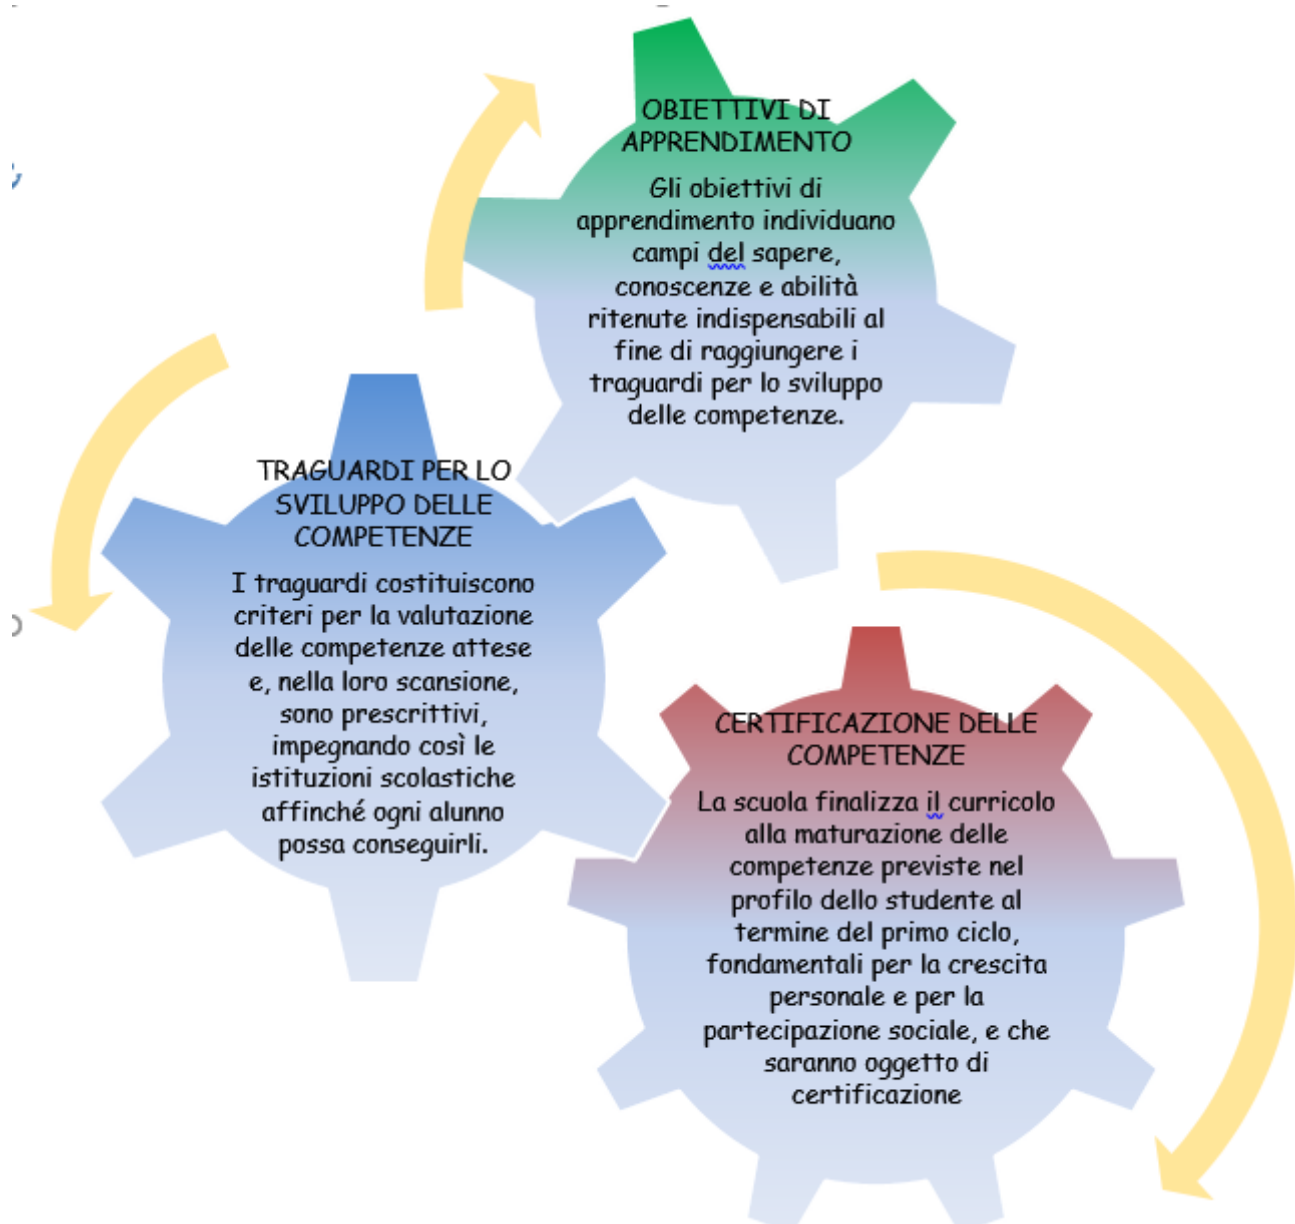 OBIETTIVI DI
APPRENDIMENTO
Gli obiettivi di
apprendimento individuano
campi del sapere,
conoscenze e abilità
ritenute indispensabili al
fine di raggiungere i
traguardi per lo sviluppo
delle competenze.
TRAGUARDI PER LO
SVILUPPO DELLE
COMPETENZE
I traguardi costituiscono
criteri per la valutazione
delle competenze attese
e, nella loro scansione,
sono prescrittivi,
impegnando così le
istituzioni scolastiche
affinché ogni alunno
possa conseguirli.
CERTIFICAZIONE DELLE
COMPETENZE
La scuola finalizza il curricolo
alla maturazione delle
competenze previste nel
profilo dello studente al
termine del primo ciclo,
fondamentali per la crescita
personale e per la
partecipazione sociale, e che
saranno oggetto di
certificazione